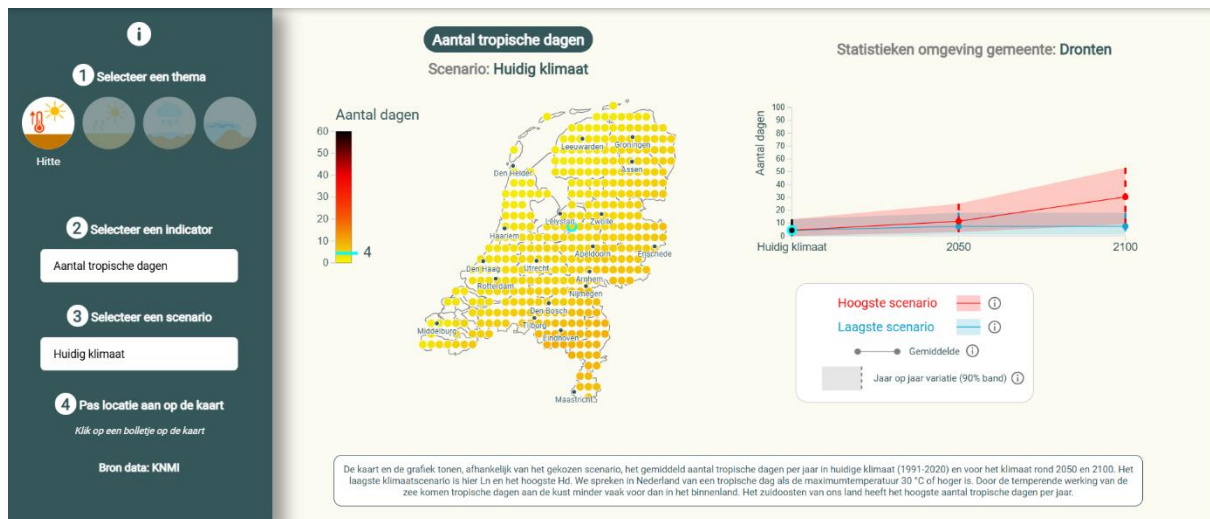 i
1 Selecteer een thema
Hitte
2 Selecteer een indicator
Aantal tropische dagen
3 Selecteer een scenario
Huidig klimaat
4 Pas locatie aan op de kaart
Klik op een bolletje op de kaart
Bron data: KNMI
Aantal tropische dagen
Scenario: Huidig klimaat
Aantal dagen
60
50
40
30
20
10
0
4
Leeuwarden
Groningen
Assen
Den Helder
Lelystad
Zwolle
Haarlem
Apeldoorn
Enschede
Den Haag
Utrecht
Arnhem
Rotterdam
Nijmegen
Den Bosch
Middelburg
Tilburg
Eindhoven
Maastricht
Statistieken omgeving gemeente: Dronten
Aantal dagen
100
90
80
70
60
50
40
30
20
10
0
Huidig klimaat
2050
2100
Hoogste scenario i
Laagste scenario i
Gemiddelde i
Jaar op jaar variatie (90% band) i
De kaart en de grafiek tonen, afhankelijk van het gekozen scenario, het gemiddeld aantal tropische dagen per jaar in huidige klimaat (1991-2020) en voor het klimaat rond 2050 en 2100. Het
laagste klimaatscenario is hier Ln en het hoogste Hd. We spreken in Nederland van een tropische dag als de maximumtemperatuur 30 °C of hoger is. Door de temperende werking van de
zee komen tropische dagen aan de kust minder vaak voor dan in het binnenland. Het zuidoosten van ons land heeft het hoogste aantal tropische dagen per jaar.